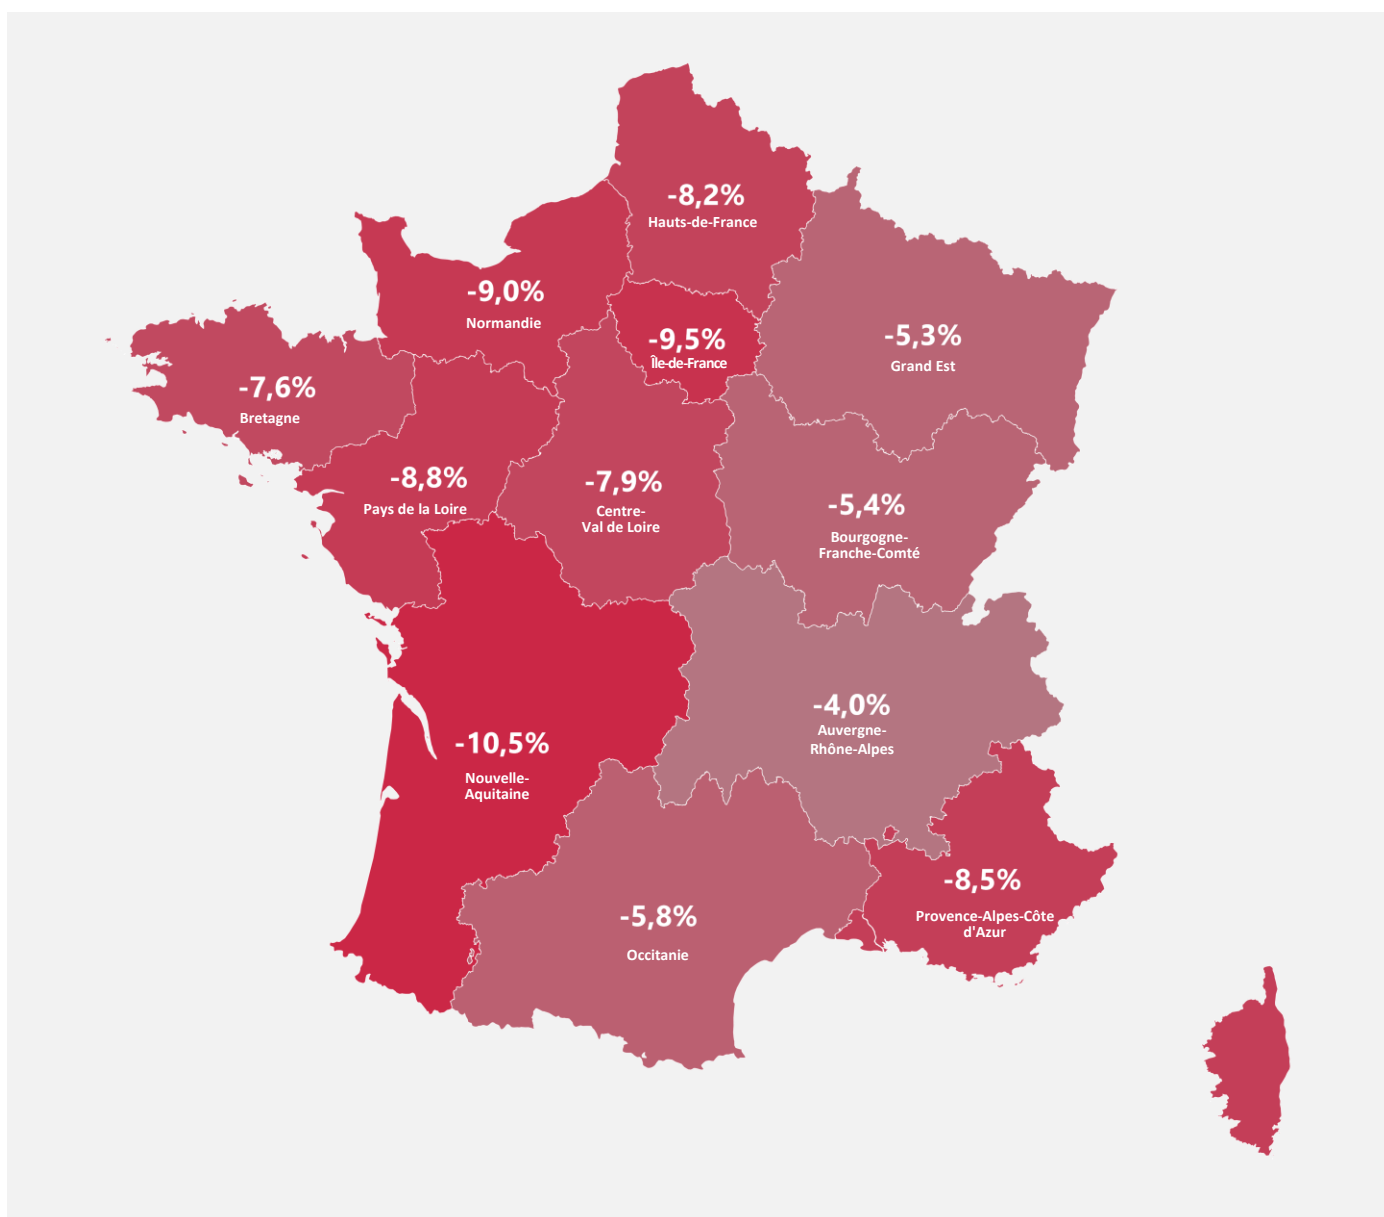 -8,2%
Hauts-de-France
-9,0%
Normandie
-9,5%
Île-de-France
-5,3%
Grand Est
-7,6%
Bretagne
-8,8%
Pays de la Loire
-7,9%
Centre-
Val de Loire
-5,4%
Bourgogne-
Franche-Comté
-4,0%
Auvergne-
Rhône-Alpes
-10,5%
Nouvelle-
Aquitaine
-8,5%
Provence-Alpes-Côte
d'Azur
-5,8%
Occitanie